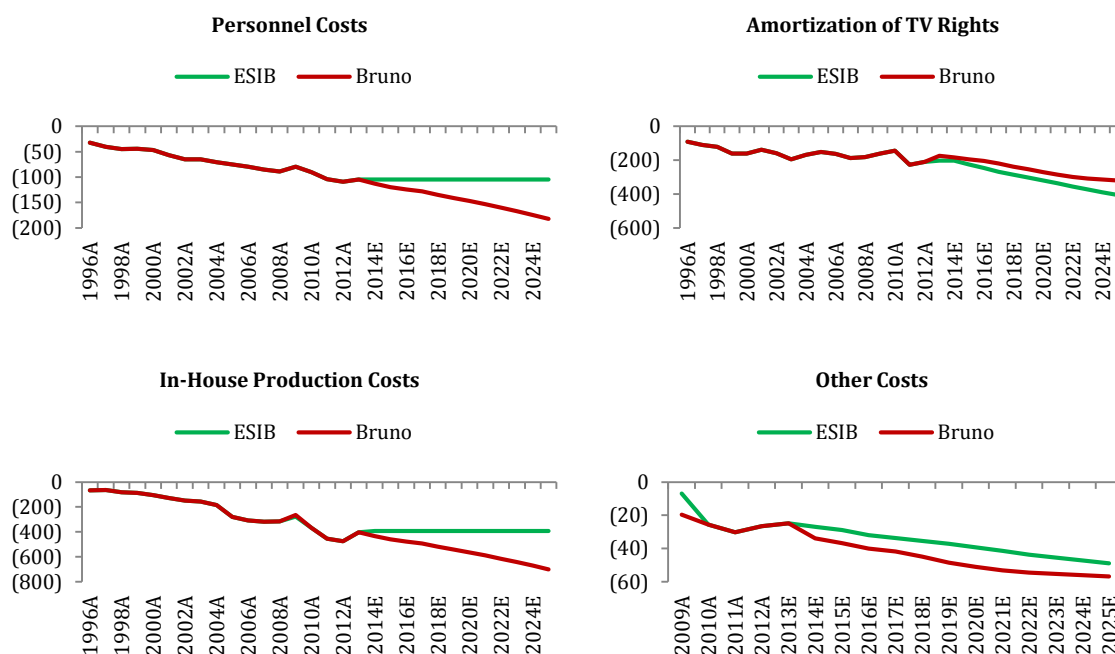 Personnel Costs
ESIB Bruno
0
(50)
(100)
(150)
(200)
1996A 1998A 2000A 2002A 2004A 2006A 2008A 2010A 2012A 2014E 2016E 2018E 2020E 2022E 2024E
Amortization of TV Rights
ESIB Bruno
0
(200)
(400)
(600)
1996A 1998A 2000A 2002A 2004A 2006A 2008A 2010A 2012A 2014E 2016E 2018E 2020E 2022E 2024E
In-House Production Costs
ESIB Bruno
0
(200)
(400)
(600)
(800)
1996A 1998A 2000A 2002A 2004A 2006A 2008A 2010A 2012A 2014E 2016E 2018E 2020E 2022E 2024E
Other Costs
ESIB Bruno
0
(20)
(40)
(60)
2009A 2010A 2011A 2012A 2013E 2014E 2015E 2016E 2017E 2018E 2019E 2020E 2021E 2022E 2023E 2024E 2025E